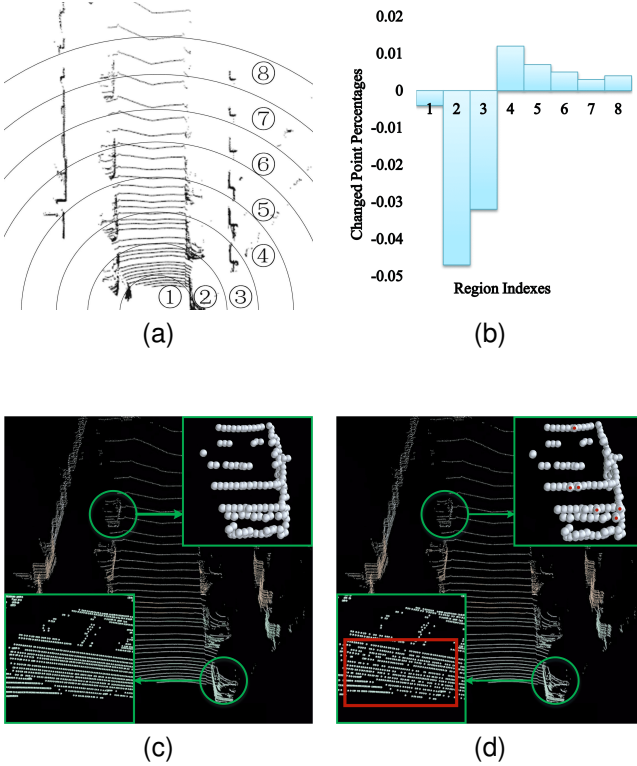 ⑧
⑦
⑥
⑤
④
① ② ③
(a)
Changed Point Percentages
0.02
0.01
0
-0.01
-0.02
-0.03
-0.04
-0.05
1 2 3 4 5 6 7 8
Region Indexes
(b)
(c)
(d)